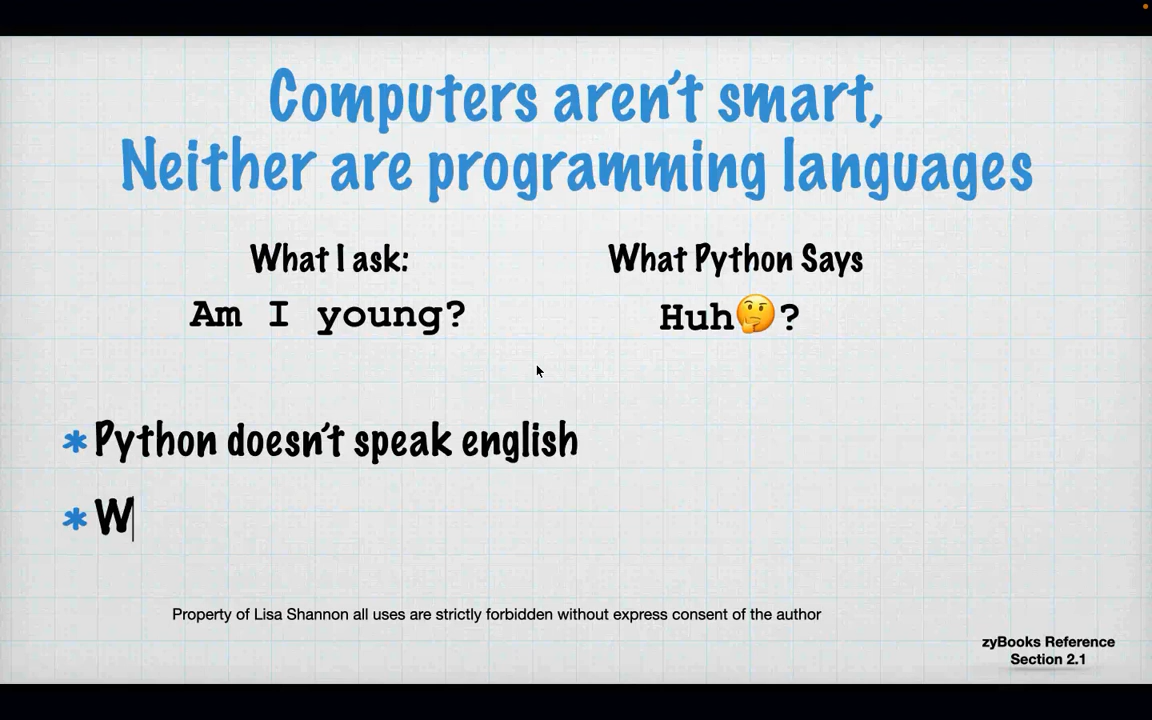 Computers aren't smart,
Neither are programming languages
What I ask:
What Python Says
Am I young?
Huh🤔?
* Python doesn't speak english
* W
Property of Lisa Shannon all uses are strictly forbidden without express consent of the author
zyBooks Reference
Section 2.1